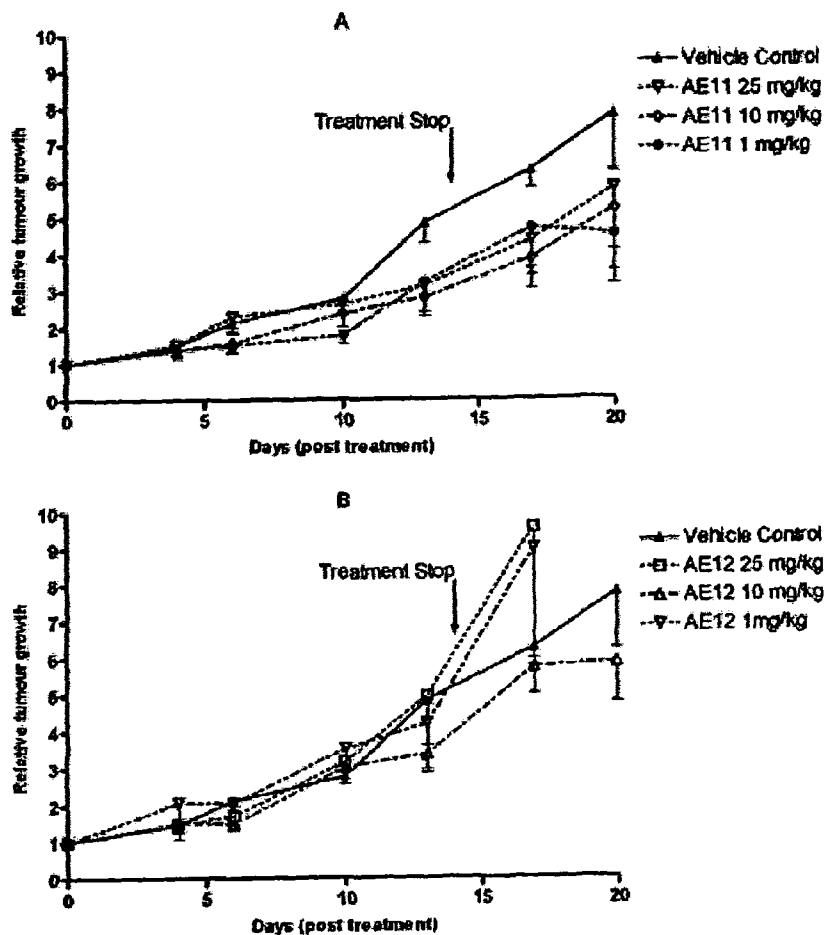 A
10
9
8
7
6
5
4
3
2
1
0
Relative tumour growth
Treatment Stop
0 5 10 15 20
Days (post treatment)
Vehicle Control
AE11 25 mg/kg
AE11 10 mg/kg
AE11 1 mg/kg
B
10
9
8
7
6
5
4
3
2
1
0
Relative tumour growth
Treatment Stop
0 5 10 15 20
Days (post treatment)
Vehicle Control
AE12 25 mg/kg
AE12 10 mg/kg
AE12 1mg/kg